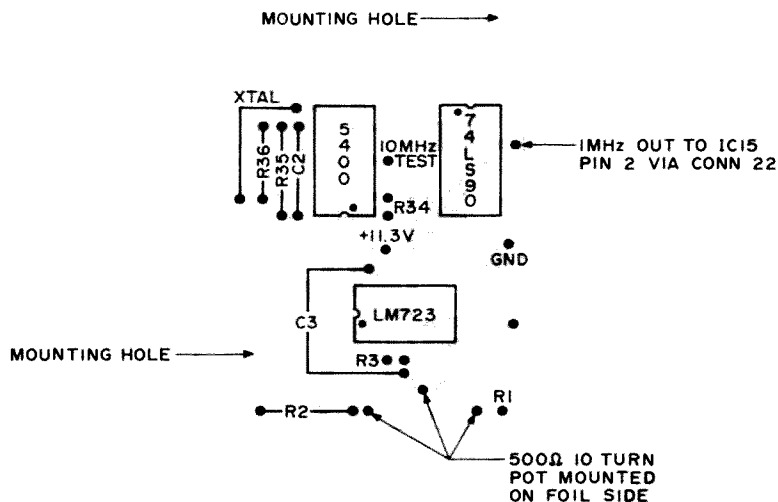 MOUNTING HOLE
XTAL
R36
R35
C2
5400
10MHz
TEST
74LS90
1MHz OUT TO IC15
PIN 2 VIA CONN 22
R34
+11.3V
GND
C3
LM723
MOUNTING HOLE
R3
R2
R1
500Ω 10 TURN
POT MOUNTED
ON FOIL SIDE